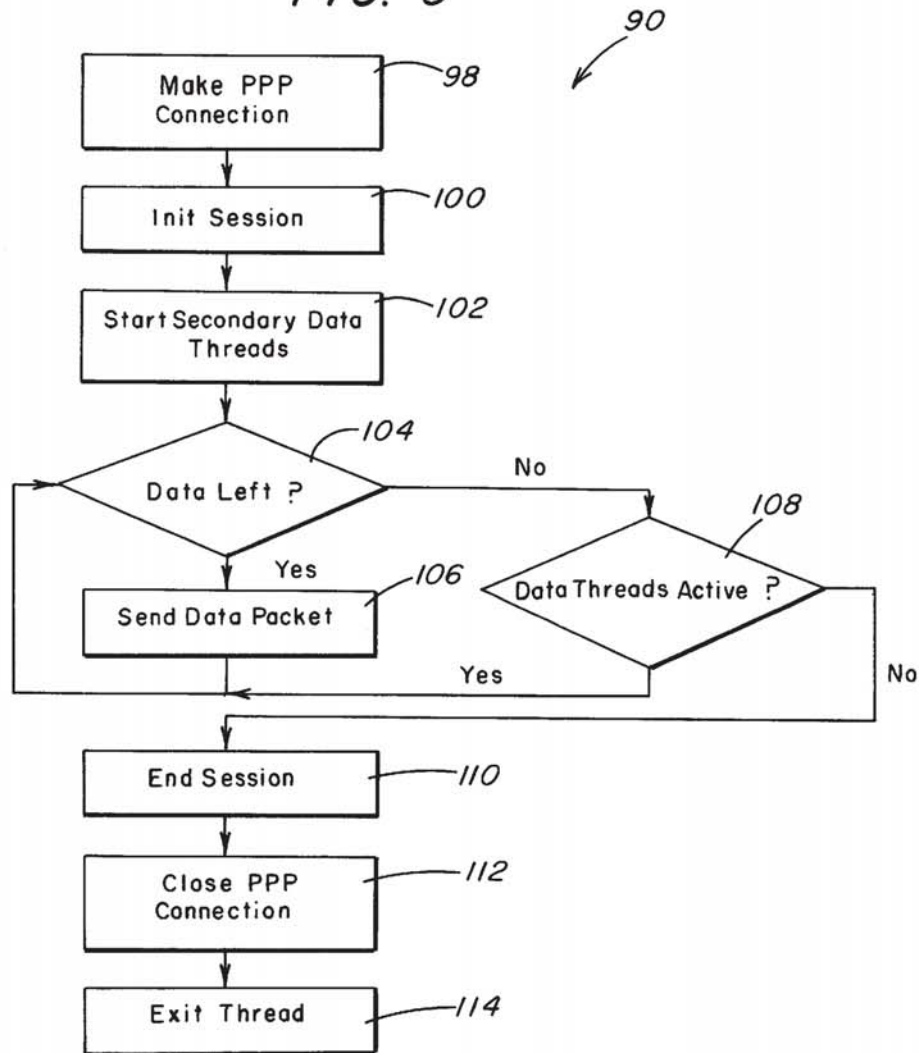 90
Make PPP
Connection
98
Init Session
100
Start Secondary Data
Threads
102
Data Left ?
104
No
Yes
Data Threads Active ?
108
Send Data Packet
106
Yes
No
End Session
110
Close PPP
Connection
112
Exit Thread
114